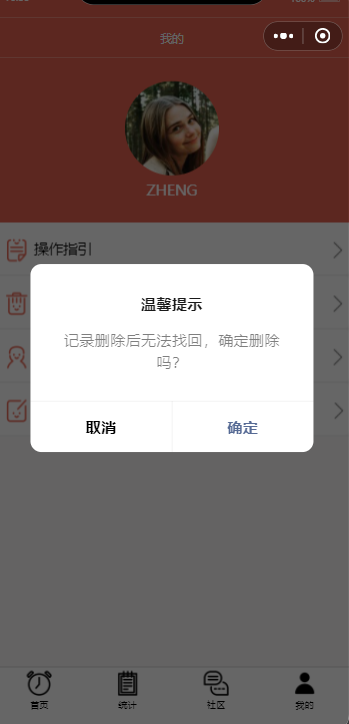 我的
ZHENG
操作指引
温馨提示
记录删除后无法找回，确定删除
吗？
取消
确定
首页
统计
社区
我的